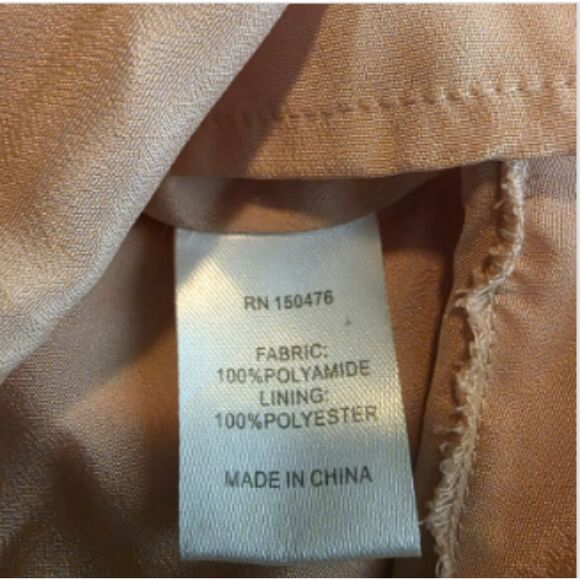 RN 150476
FABRIC:
100%POLYAMIDE
LINING:
100%POLYESTER
MADE IN CHINA